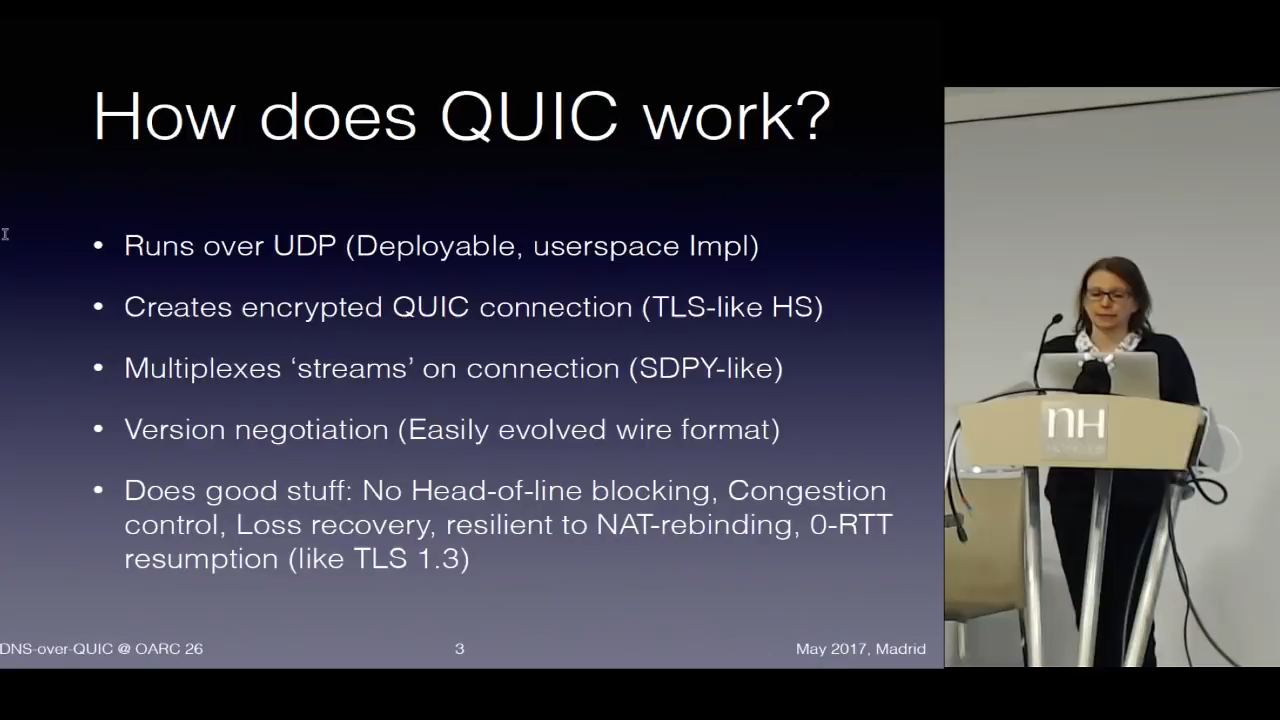 How does QUIC work?
• Runs over UDP (Deployable, userspace Impl)
• Creates encrypted QUIC connection (TLS-like HS)
• Multiplexes ‘streams’ on connection (SDPY-like)
• Version negotiation (Easily evolved wire format)
• Does good stuff: No Head-of-line blocking, Congestion
control, Loss recovery, resilient to NAT-rebinding, 0-RTT
resumption (like TLS 1.3)
DNS-over-QUIC @ OARC 26
3
May 2017, Madrid
nH